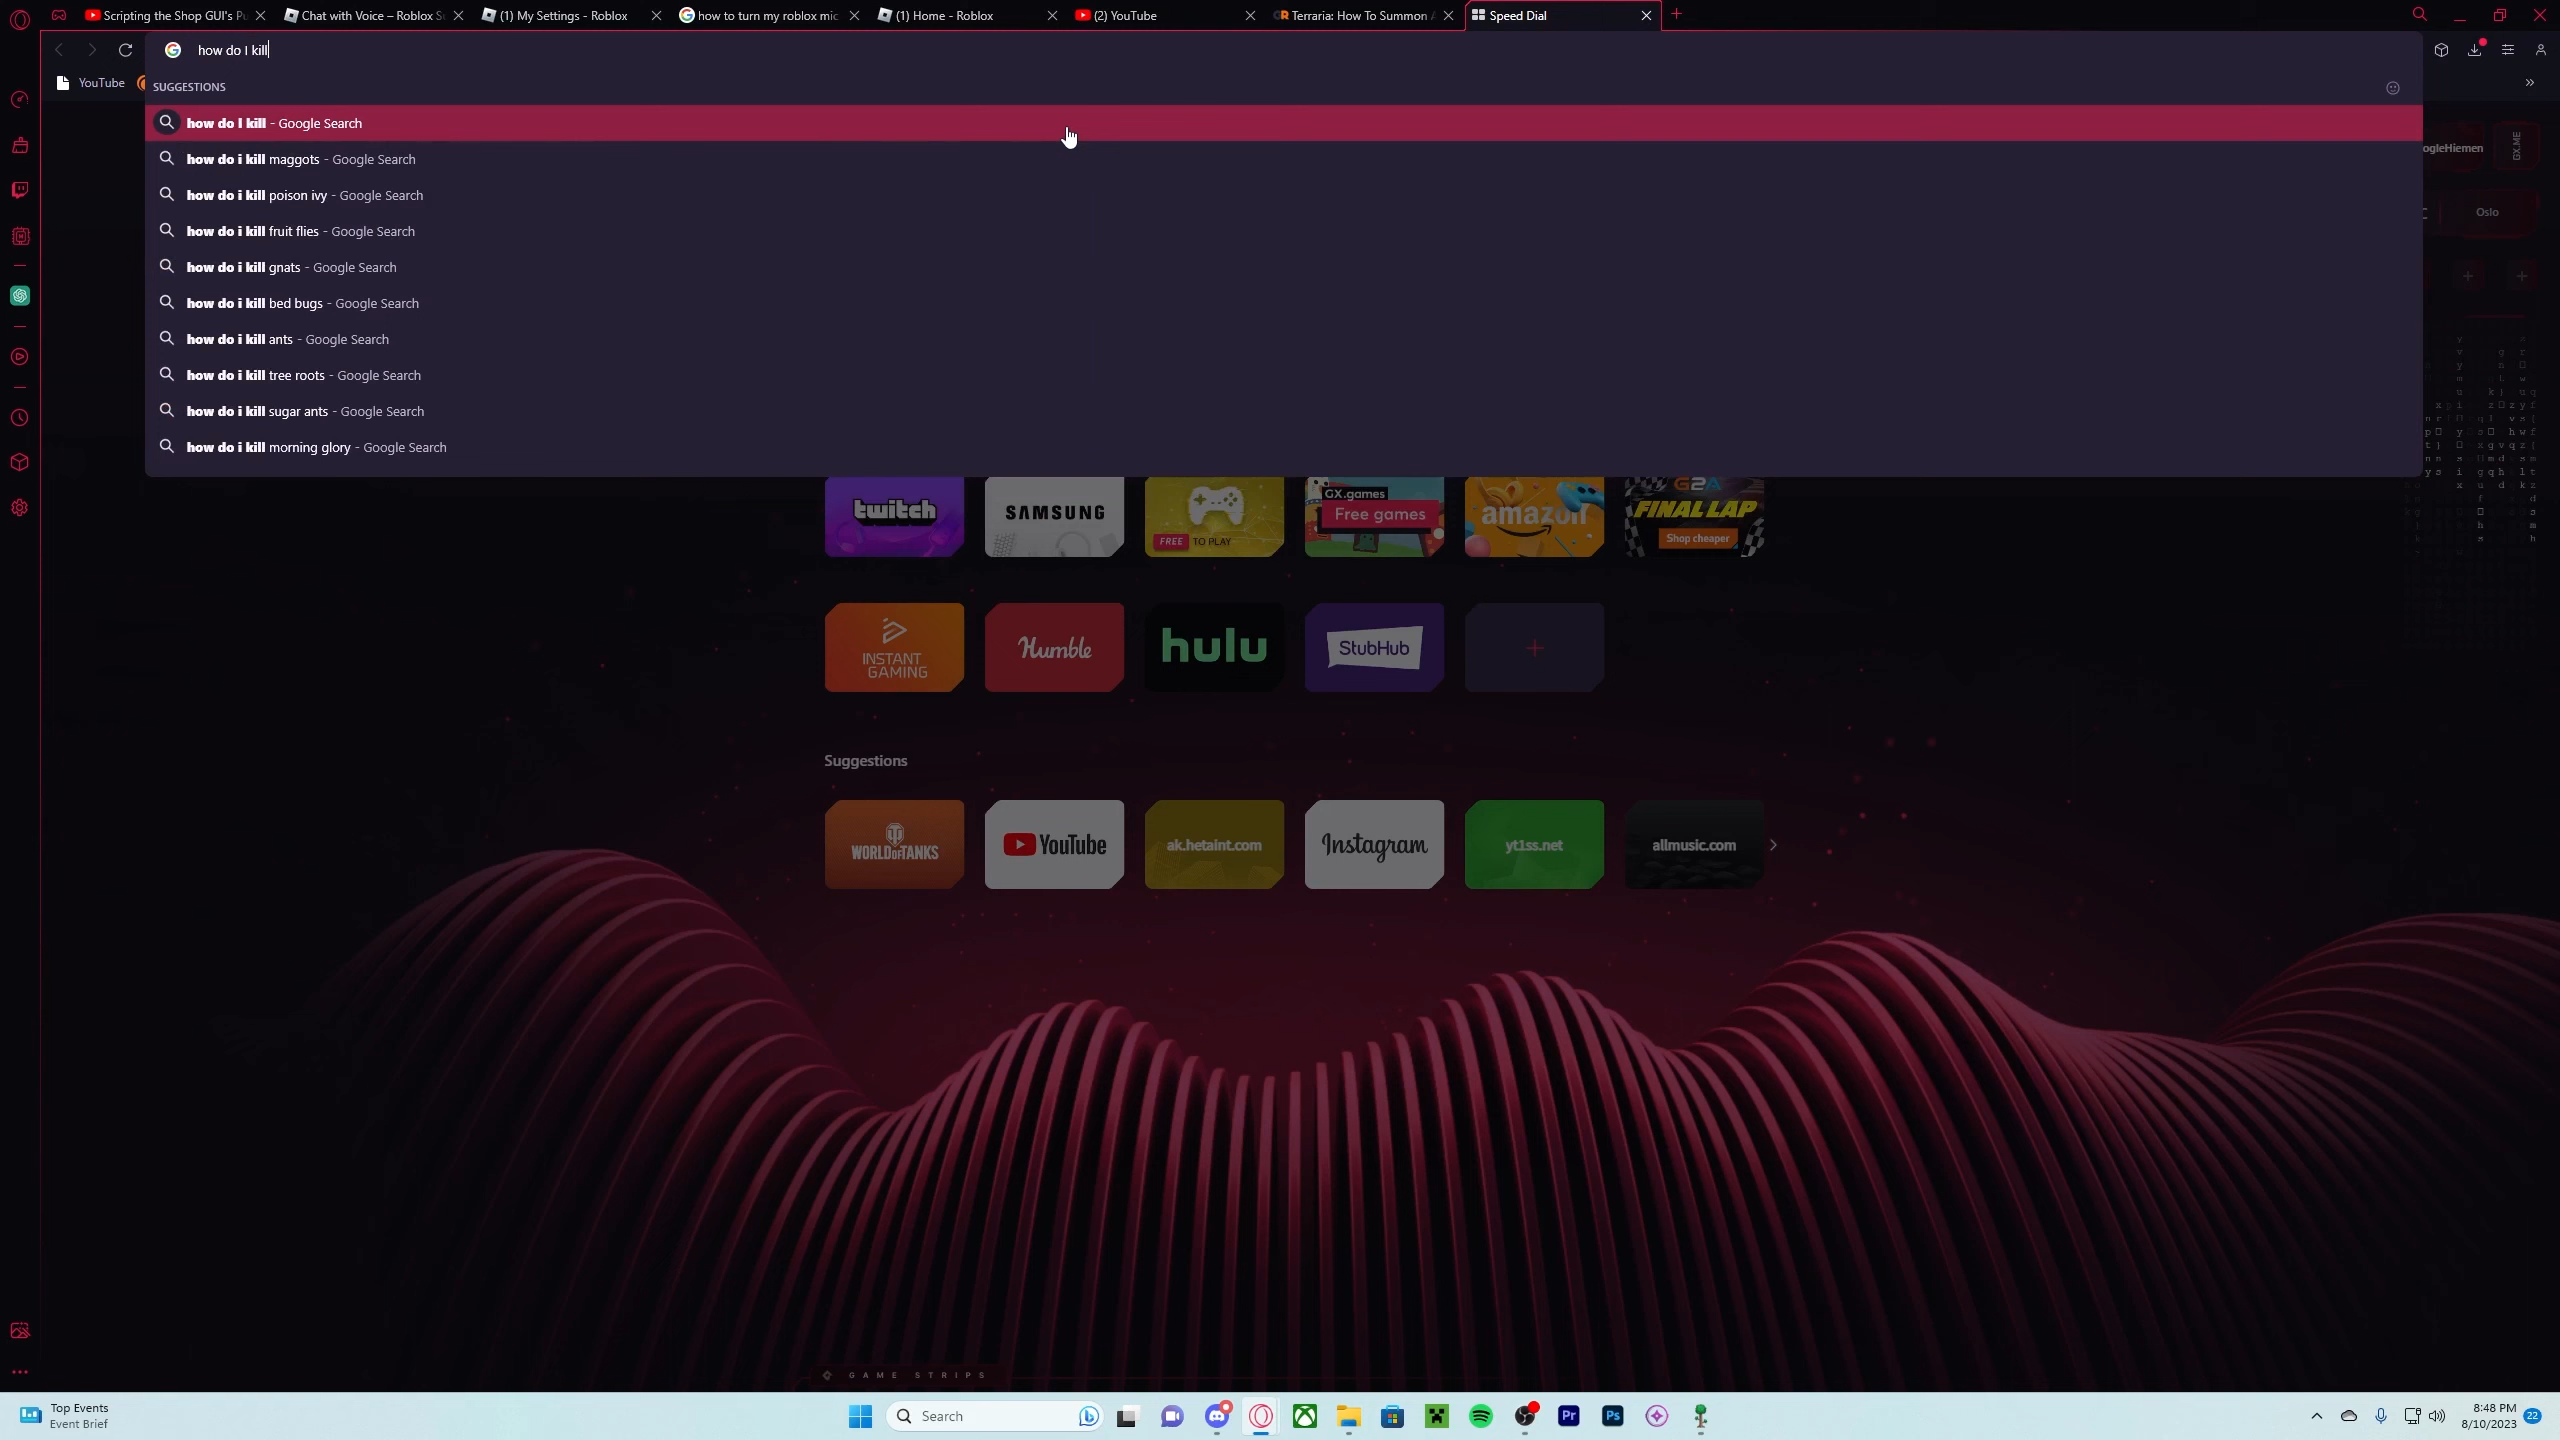 Scripting the Shop GUI's Pu
Chat with Voice – Roblox Su
(1) My Settings - Roblox
how to turn my roblox mic
(1) Home - Roblox
(2) YouTube
Terraria: How To Summon
Speed Dial
how do I kill
YouTube
SUGGESTIONS
how do I kill - Google Search
how do i kill maggots - Google Search
how do i kill poison ivy - Google Search
how do i kill fruit flies - Google Search
how do i kill gnats - Google Search
how do i kill bed bugs - Google Search
how do i kill ants - Google Search
how do i kill tree roots - Google Search
how do i kill sugar ants - Google Search
how do i kill morning glory - Google Search
ogleHiemen
GX.ME
Oslo
twitch
SAMSUNG
FREE TO PLAY
GX.games
Free games
amazon
G2A
FINAL LAP
Shop cheaper
INSTANT
GAMING
Humble
hulu
StubHub
Suggestions
WORLD OF TANKS
YouTube
ak.hetaint.com
Instagram
yt1ss.net
allmusic.com
GAME STRIPS
Top Events
Event Brief
Search
Pr
Ps
8:48 PM
8/10/2023
22